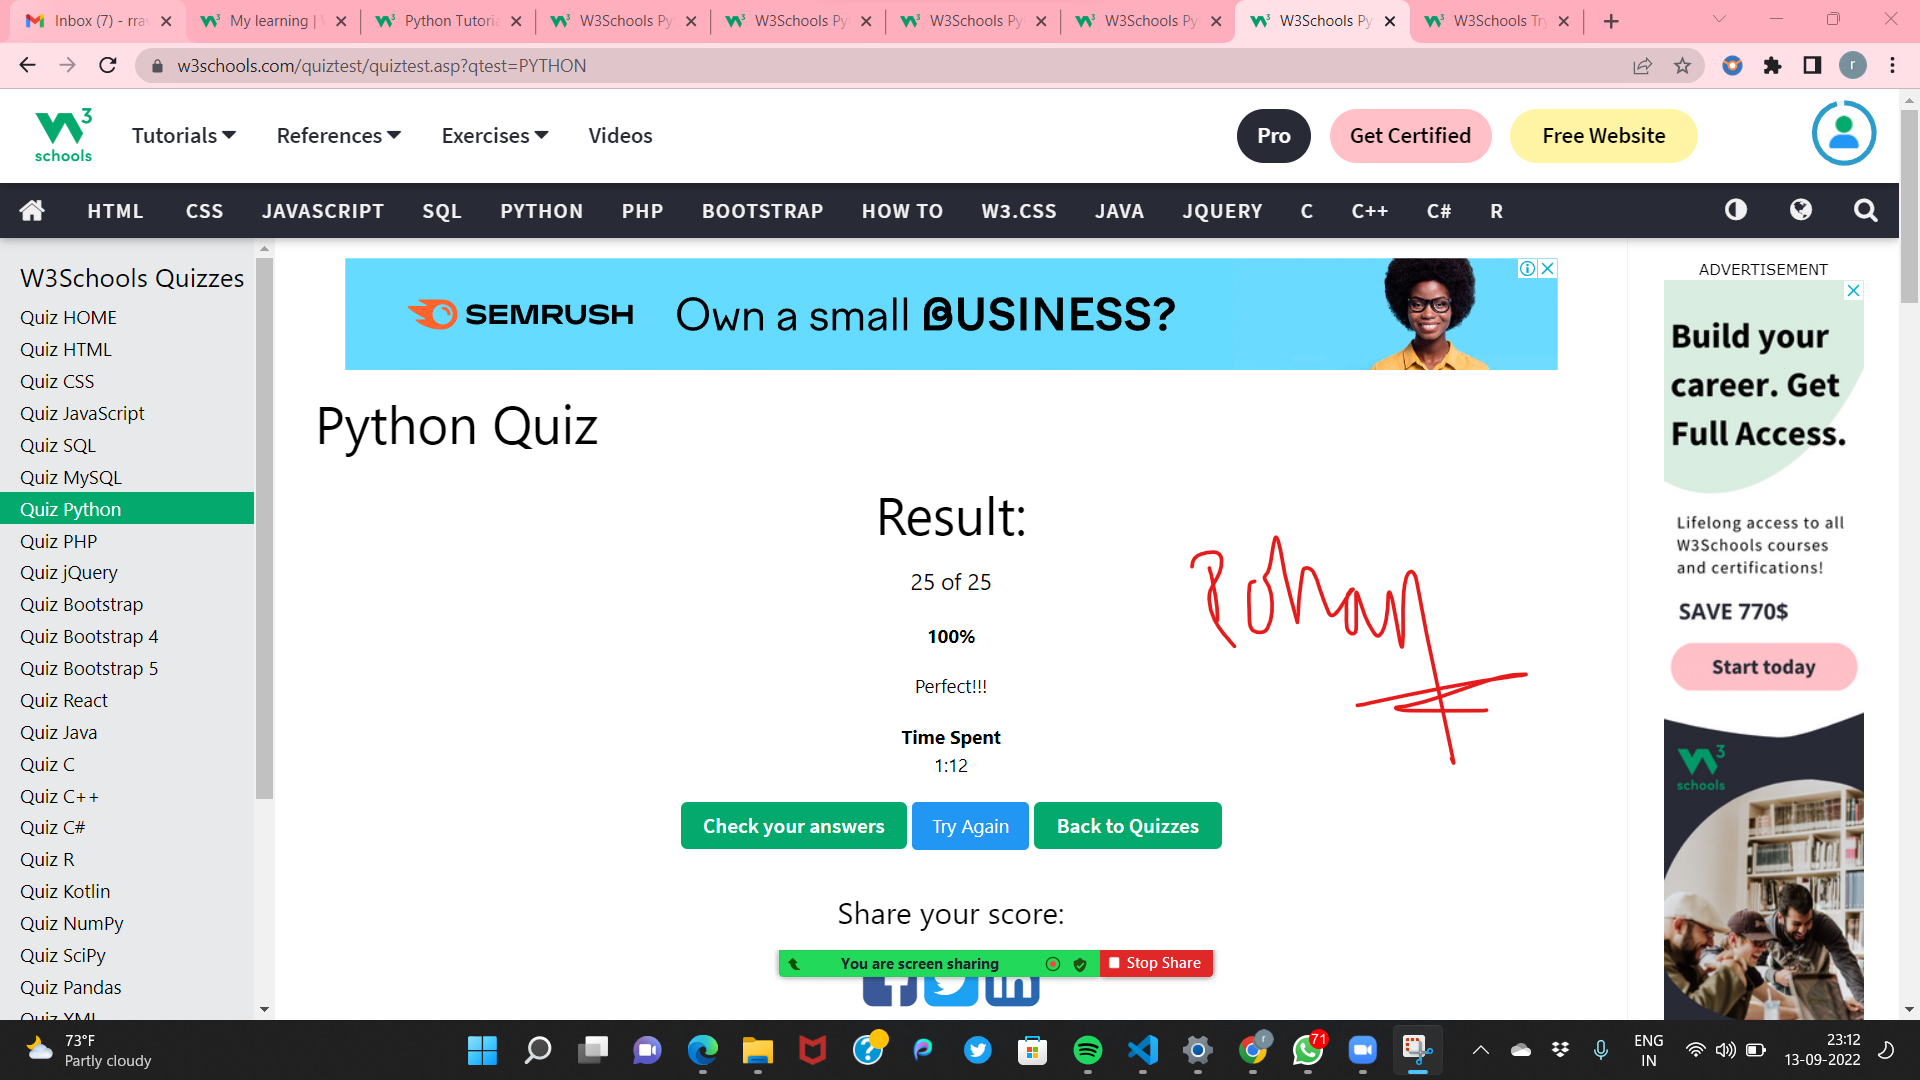 Inbox (7) - rrav
My learning |
Python Tutoria
W3Schools Py
W3Schools Py
W3Schools Py
W3Schools Py
W3Schools Py
W3Schools Try
w3schools.com/quiztest/quiztest.asp?qtest=PYTHON
r
3
schools
Tutorials
References
Exercises
Videos
Pro
Get Certified
Free Website
HTML
CSS
JAVASCRIPT
SQL
PYTHON
PHP
BOOTSTRAP
HOW TO
W3.CSS
JAVA
JQUERY
C
C++
C#
R
W3Schools Quizzes
Quiz HOME
Quiz HTML
Quiz CSS
Quiz JavaScript
Quiz SQL
Quiz MySQL
Quiz Python
Quiz PHP
Quiz jQuery
Quiz Bootstrap
Quiz Bootstrap 4
Quiz Bootstrap 5
Quiz React
Quiz Java
Quiz C
Quiz C++
Quiz C#
Quiz R
Quiz Kotlin
Quiz NumPy
Quiz SciPy
Quiz Pandas
Quiz XML
SEMRUSH Own a small BUSINESS?
Python Quiz
Result:
25 of 25
100%
Perfect!!!
Time Spent
1:12
Check your answers
Try Again
Back to Quizzes
Share your score:
You are screen sharing
Stop Share
Rohan
ADVERTISEMENT
Build your
career. Get
Full Access.
Lifelong access to all
W3Schools courses
and certifications!
SAVE 770$
Start today
3
schools
73°F
Partly cloudy
71
ENG
IN
23:12
13-09-2022